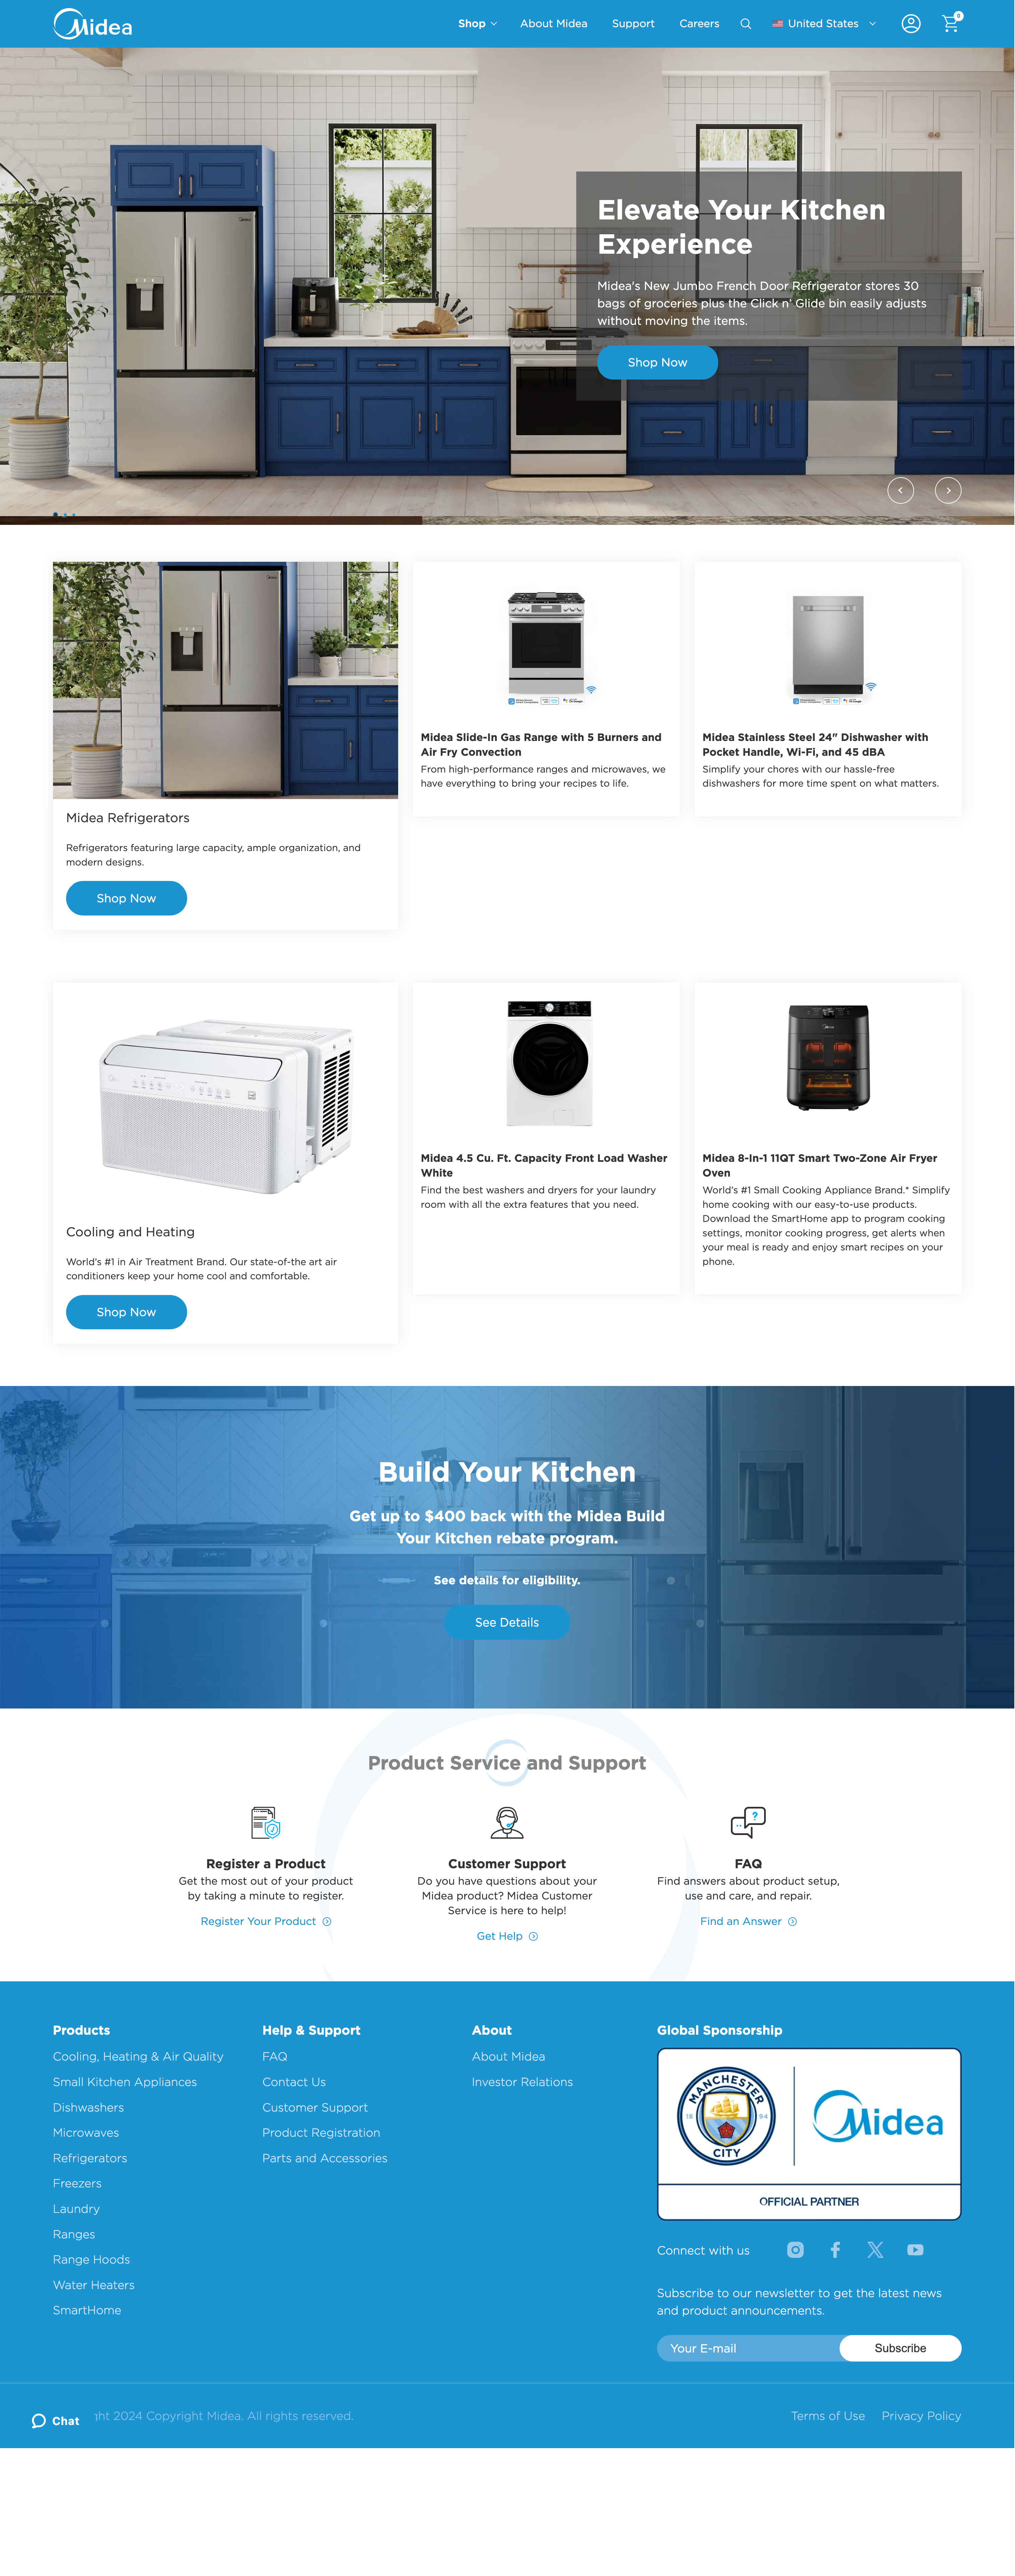 Midea
Shop
About Midea
Support
Careers
United States
0
Elevate Your Kitchen
Experience
Midea's New Jumbo French Door Refrigerator stores 30
bags of groceries plus the Click n' Glide bin easily adjusts
without moving the items.
Shop Now
Midea Refrigerators
Refrigerators featuring large capacity, ample organization, and
modern designs.
Shop Now
Midea Slide-In Gas Range with 5 Burners and
Air Fry Convection
From high-performance ranges and microwaves, we
have everything to bring your recipes to life.
Midea Stainless Steel 24" Dishwasher with
Pocket Handle, Wi-Fi, and 45 dBA
Simplify your chores with our hassle-free
dishwashers for more time spent on what matters.
Cooling and Heating
World's #1 in Air Treatment Brand. Our state-of-the art air
conditioners keep your home cool and comfortable.
Shop Now
Midea 4.5 Cu. Ft. Capacity Front Load Washer
White
Find the best washers and dryers for your laundry
room with all the extra features that you need.
Midea 8-In-1 11QT Smart Two-Zone Air Fryer
Oven
World's #1 Small Cooking Appliance Brand.* Simplify
home cooking with our easy-to-use products.
Download the SmartHome app to program cooking
settings, monitor cooking progress, get alerts when
your meal is ready and enjoy smart recipes on your
phone.
Build Your Kitchen
Get up to $400 back with the Midea Build
Your Kitchen rebate program.
See details for eligibility.
See Details
Product Service and Support
Register a Product
Get the most out of your product
by taking a minute to register.
Register Your Product
Customer Support
Do you have questions about your
Midea product? Midea Customer
Service is here to help!
Get Help
FAQ
Find answers about product setup,
use and care, and repair.
Find an Answer
Products
Cooling, Heating & Air Quality
Small Kitchen Appliances
Dishwashers
Microwaves
Refrigerators
Freezers
Laundry
Ranges
Range Hoods
Water Heaters
SmartHome
Help & Support
FAQ
Contact Us
Customer Support
Product Registration
Parts and Accessories
About
About Midea
Investor Relations
Global Sponsorship
MANCHESTER
18 94
CITY
Midea
OFFICIAL PARTNER
Connect with us
Subscribe to our newsletter to get the latest news
and product announcements.
Your E-mail
Subscribe
Chat
ght 2024 Copyright Midea. All rights reserved.
Terms of Use
Privacy Policy